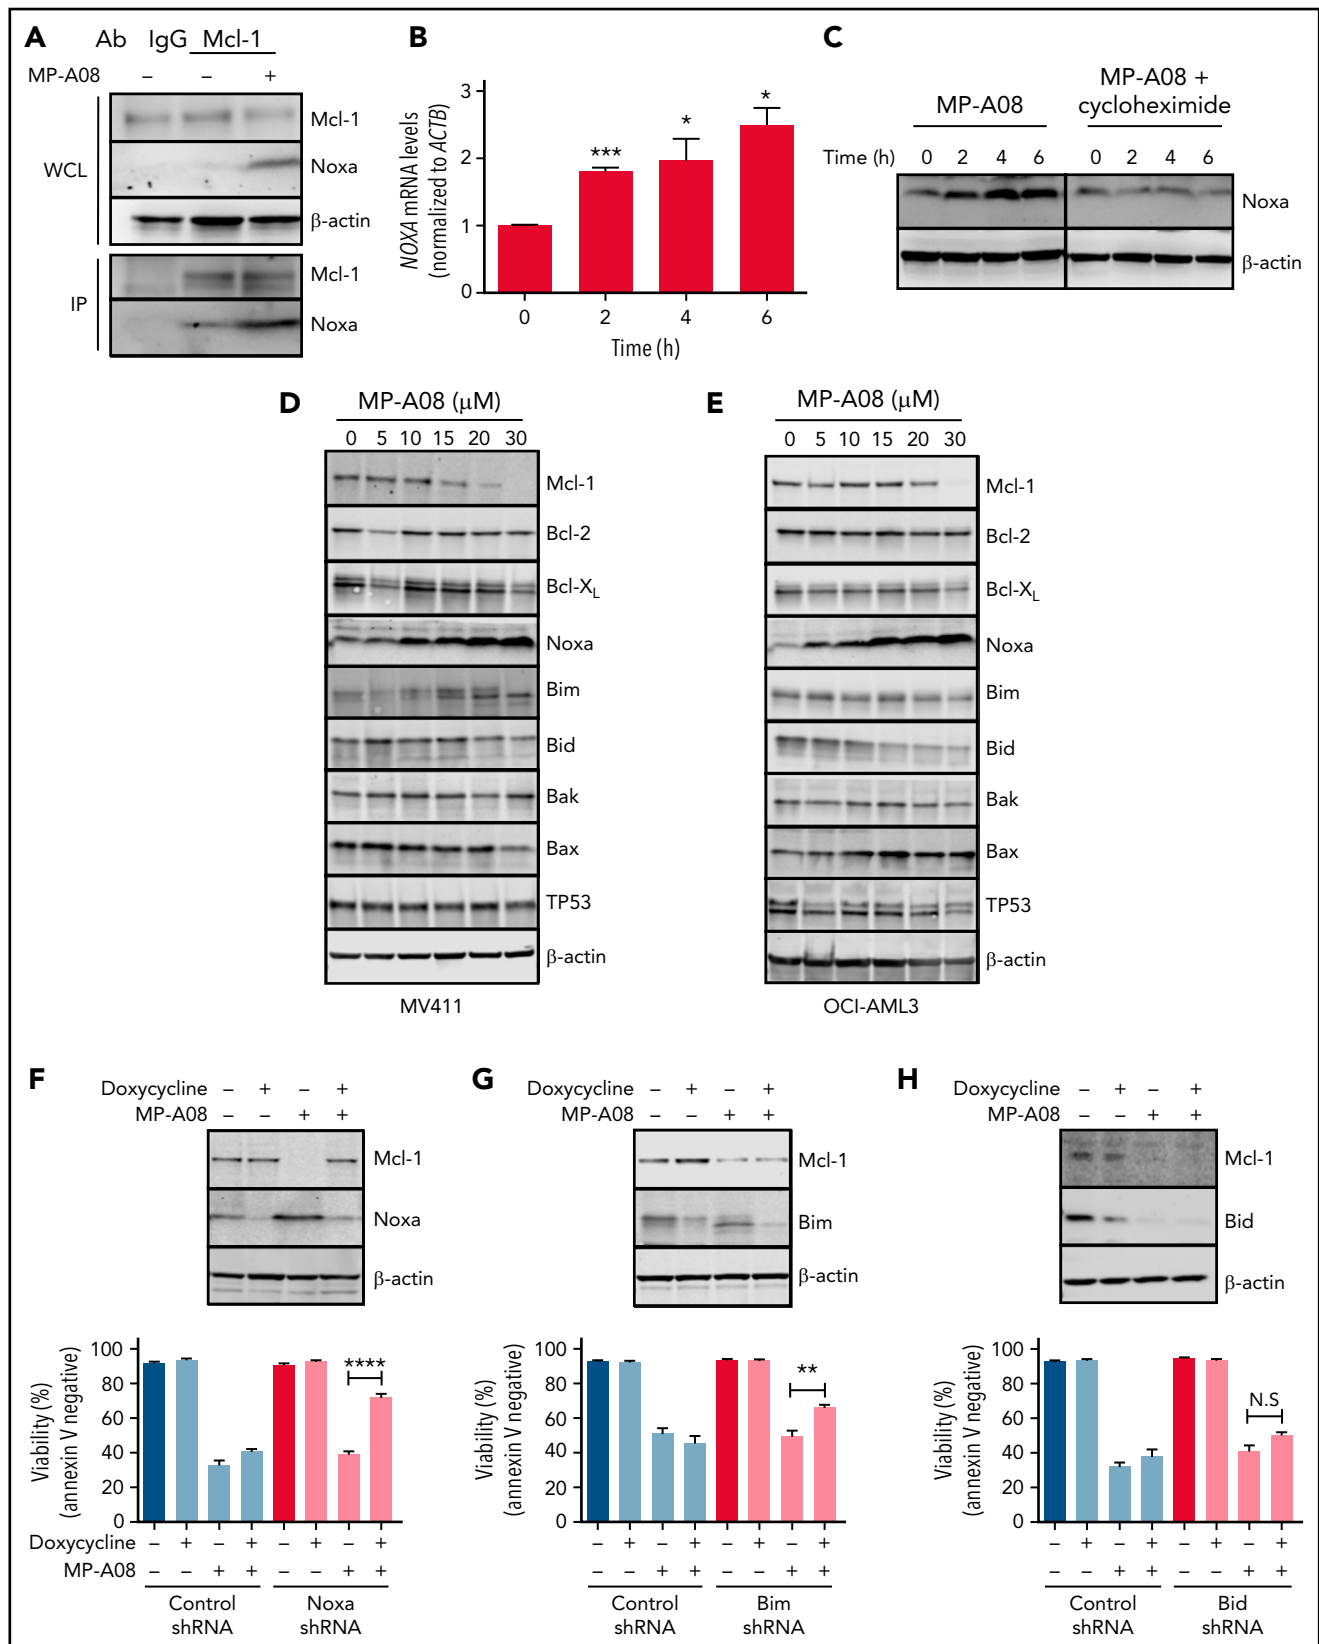 A
Ab IgG Mcl-1
MP-A08 – – +
WCL
Mcl-1
Noxa
β-actin
IP
Mcl-1
Noxa
B
NOXA mRNA levels
(normalized to ACTB)
3
2
1
0
***
*
*
0 2 4 6
Time (h)
C
MP-A08
MP-A08 +
cycloheximide
Time (h) 0 2 4 6 0 2 4 6
Noxa
β-actin
D
MP-A08 (μM)
0 5 10 15 20 30
Mcl-1
Bcl-2
Bcl-XL
Noxa
Bim
Bid
Bak
Bax
TP53
β-actin
MV411
E
MP-A08 (μM)
0 5 10 15 20 30
Mcl-1
Bcl-2
Bcl-XL
Noxa
Bim
Bid
Bak
Bax
TP53
β-actin
OCI-AML3
F
Doxycycline – + +
MP-A08 – – + +
Mcl-1
Noxa
β-actin
Viability (%)
(annexin V negative)
100
80
60
40
20
0
****
Doxycycline – + – + – + – +
MP-A08 – – + + – – + +
Control
shRNA
Noxa
shRNA
G
Doxycycline – + +
MP-A08 – – + +
Mcl-1
Bim
β-actin
Viability (%)
(annexin V negative)
100
80
60
40
20
0
**
– + – + – + – +
– – + + – – + +
Control
shRNA
Bim
shRNA
H
Doxycycline – + +
MP-A08 – – + +
Mcl-1
Bid
β-actin
Viability (%)
(annexin V negative)
100
80
60
40
20
0
N.S
– + – + – + – +
– – + + – – + +
Control
shRNA
Bid
shRNA